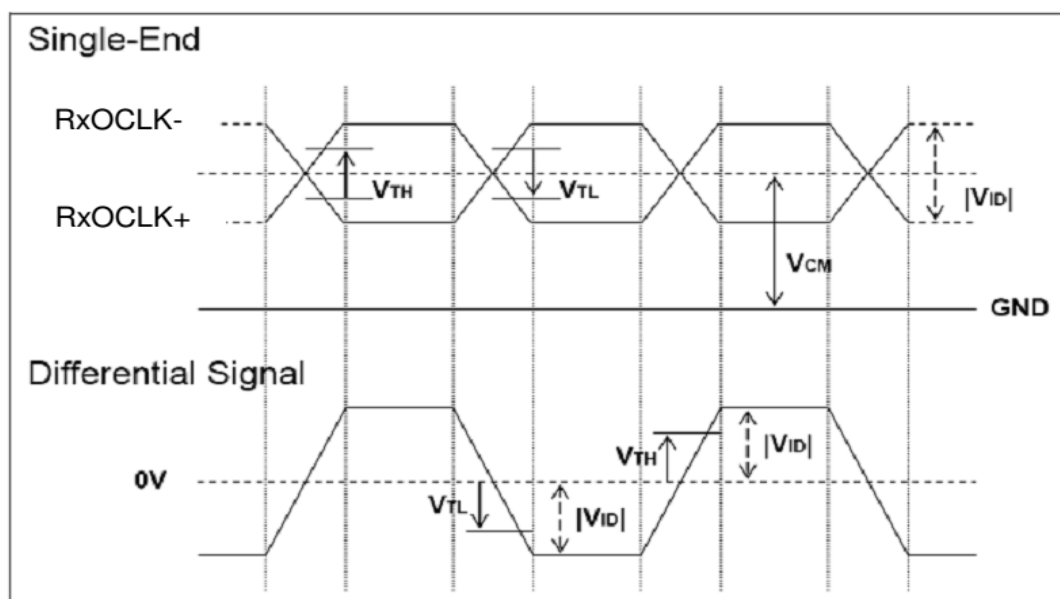 Single-End
RxOCLK-
VTH
VTL
|VID|
RxOCLK+
VCM
GND
Differential Signal
VTH
|VID|
0V
VTL
|VID|